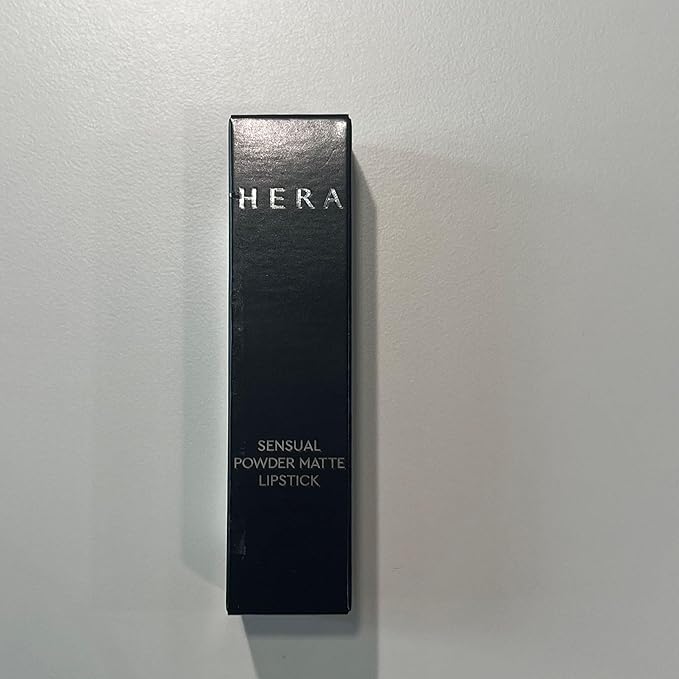 HERA
SENSUAL
POWDER MATTE
LIPSTICK